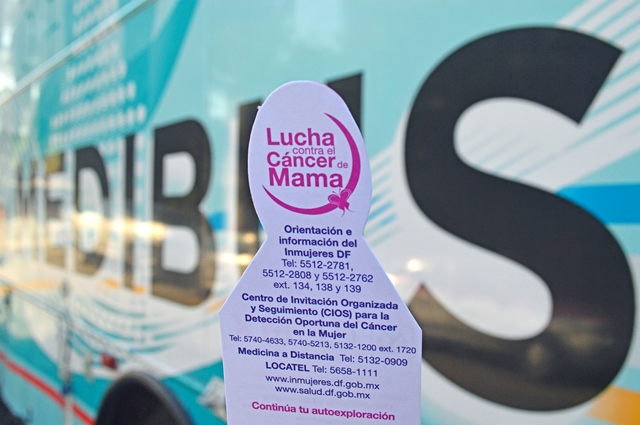 MEDIBUS
Lucha
contra el
Cáncer de
Mama
Orientación e
información del
Inmujeres DF
Tel: 5512-2781,
5512-2808 y 5512-2762
ext. 134, 138 y 139
Centro de Invitación Organizada
y Seguimiento (CIOS) para la
Detección Oportuna del Cáncer
en la Mujer
Tels: 5740-4633, 5740-5213, 5132-1200 ext. 1720
Medicina a Distancia Tel: 5132-0909
LOCATEL Tel: 5658-1111
www.inmujeres.df.gob.mx
www.salud.df.gob.mx
Continúa tu autoexploración